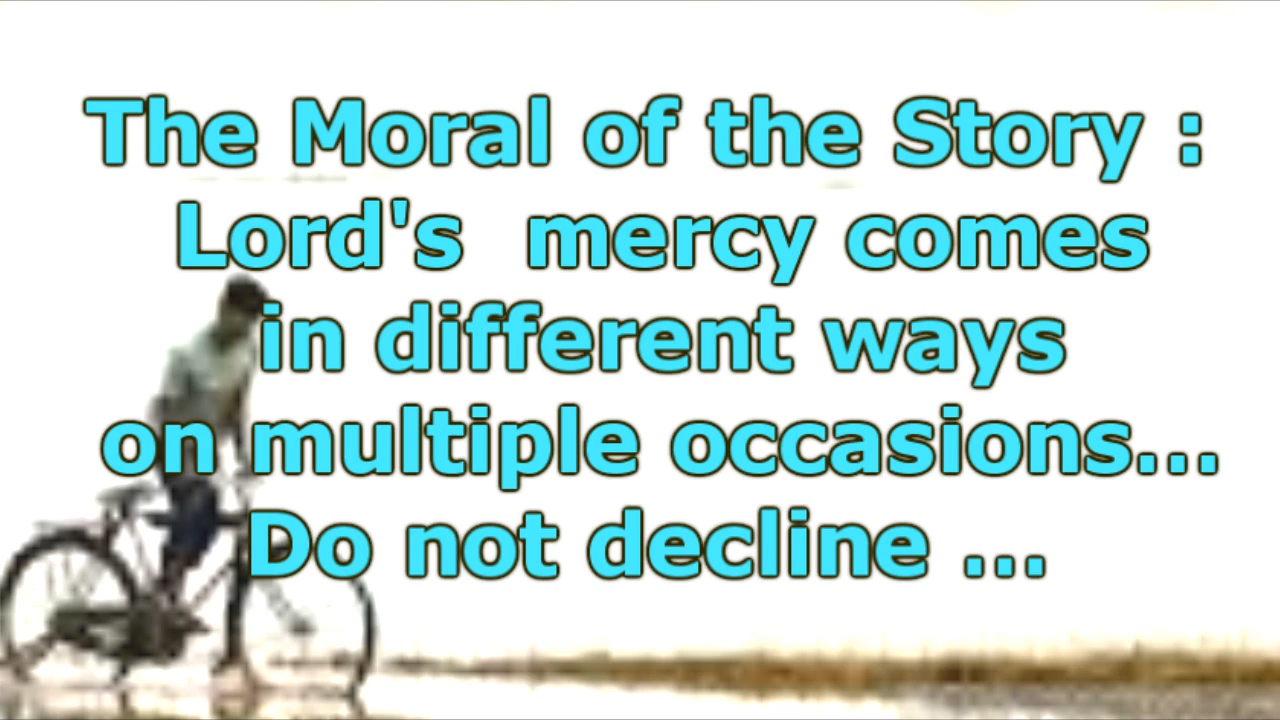 The Moral of the Story :
Lord's  mercy comes
in different ways
on multiple occasions...
Do not decline ...